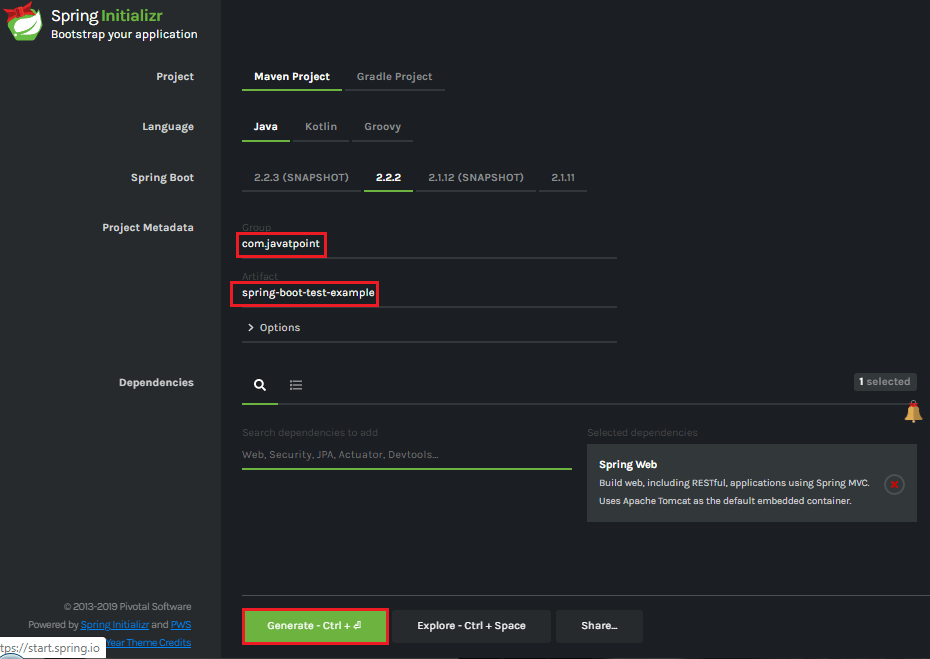 Spring Initializr
Bootstrap your application
Project
Maven Project Gradle Project
Language
Java Kotlin Groovy
Spring Boot
2.2.3 (SNAPSHOT) 2.2.2 2.1.12 (SNAPSHOT) 2.1.11
Project Metadata
Group
com.javatpoint
Artifact
spring-boot-test-example
Options
Dependencies
1 selected
Search dependencies to add
Web, Security, JPA, Actuator, Devtools...
Selected dependencies
Spring Web
Build web, including RESTful, applications using Spring MVC.
Uses Apache Tomcat as the default embedded container.
© 2013-2019 Pivotal Software
Powered by Spring Initializr and PWS
Year Theme Credits
tps://start.spring.io
Generate - Ctrl + ⏎ Explore - Ctrl + Space Share...